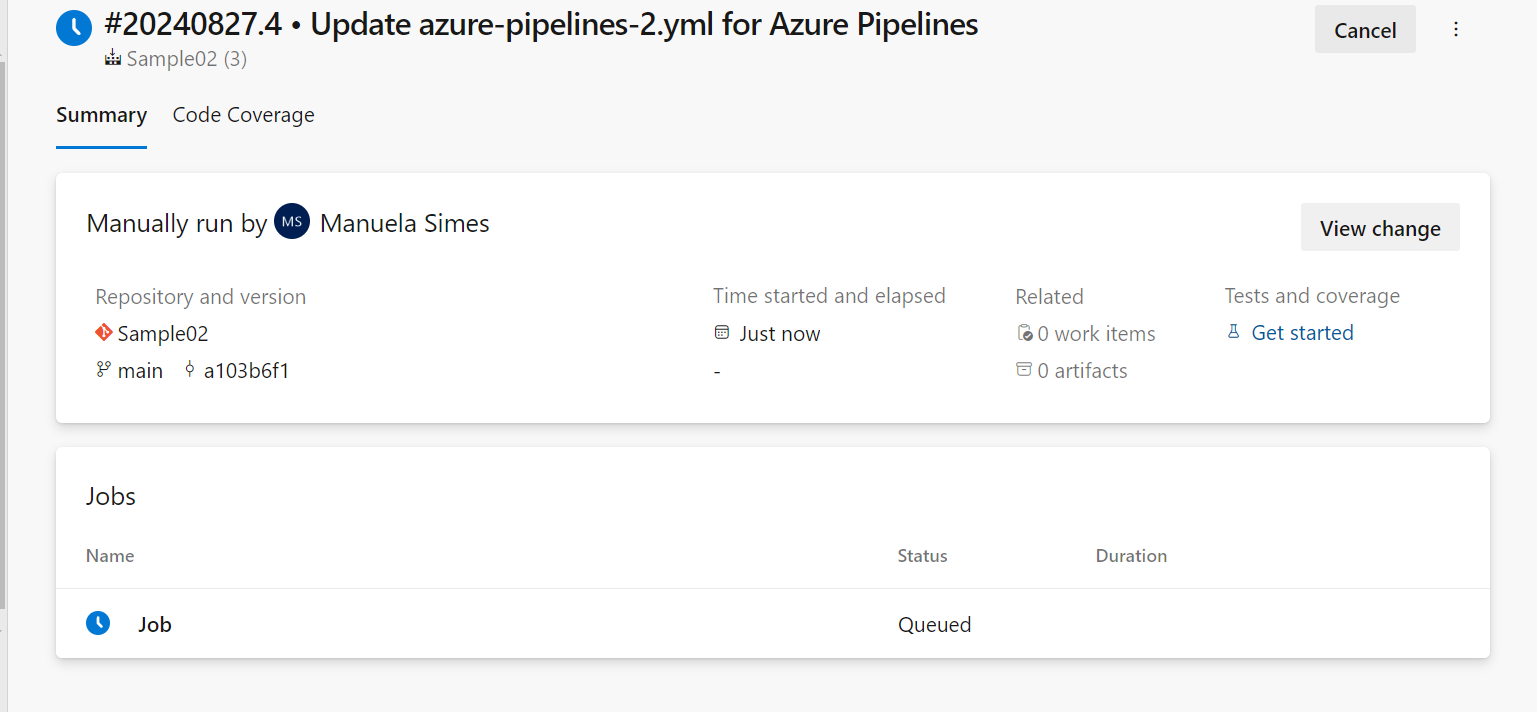 #20240827.4 • Update azure-pipelines-2.yml for Azure Pipelines
Cancel
Sample02 (3)
Summary Code Coverage
Manually run by MS Manuela Simes
View change
Repository and version Time started and elapsed Related Tests and coverage
Sample02 Just now 0 work items Get started
main a103b6f1 - 0 artifacts
Jobs
Name Status Duration
Job Queued